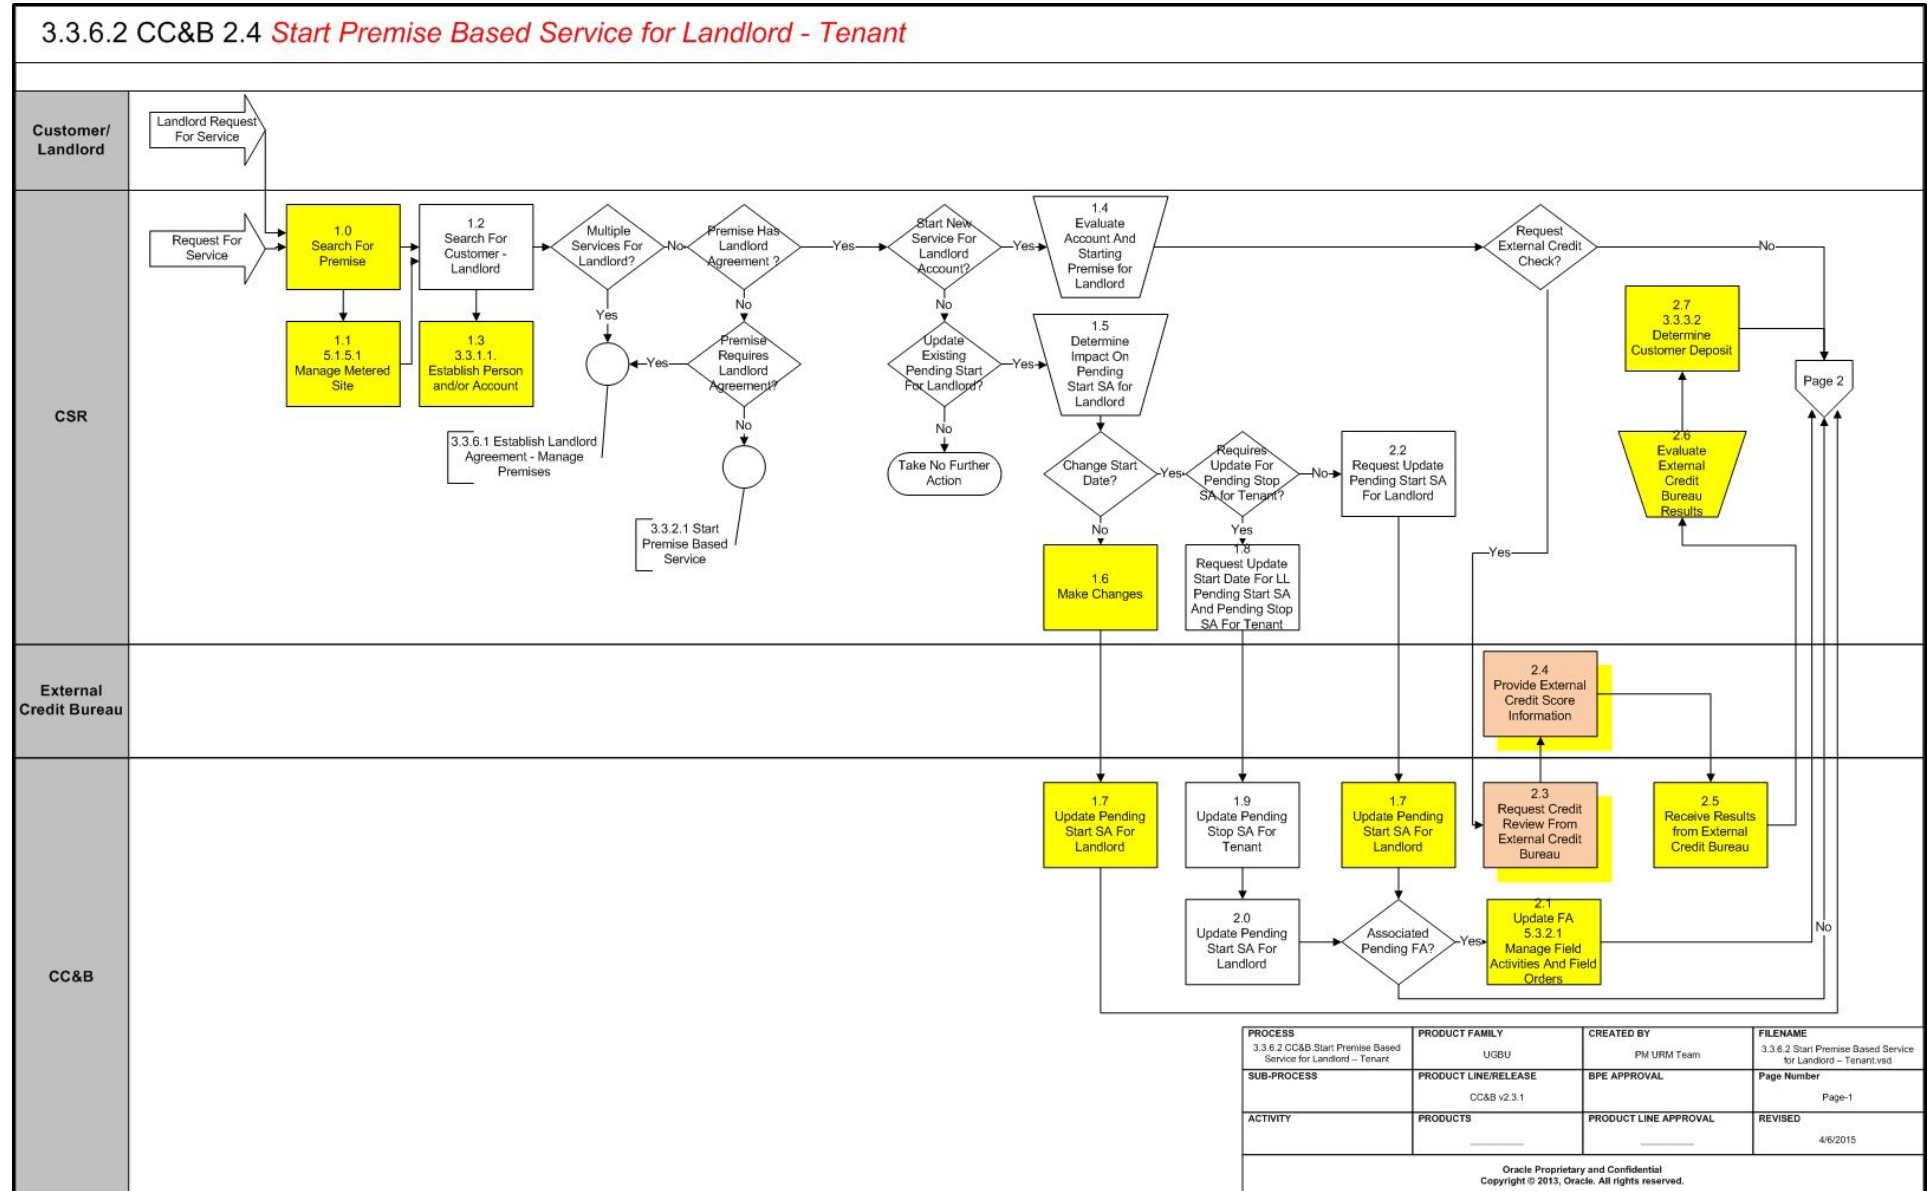 3.3.6.2 CC&B 2.4 Start Premise Based Service for Landlord - Tenant
Customer/
Landlord
Landlord Request
For Service
CSR
Request For
Service
1.0
Search For
Premise
1.1
5.1.5.1
Manage Metered
Site
1.2
Search For
Customer -
Landlord
1.3
3.3.1.1.
Establish Person
and/or Account
Multiple
Services For
Landlord?
No
Yes
Premise Has
Landlord
Agreement ?
Yes
No
Premise
Requires
Landlord
Agreement?
Yes
No
3.3.6.1 Establish Landlord
Agreement - Manage
Premises
3.3.2.1 Start
Premise Based
Service
Start New
Service For
Landlord
Account?
Yes
No
Update
Existing
Pending Start
For Landlord?
Yes
No
Take No Further
Action
1.4
Evaluate
Account And
Starting
Premise for
Landlord
1.5
Determine
Impact On
Pending
Start SA for
Landlord
Change Start
Date?
Yes
No
Requires
Update For
Pending Stop
SA for Tenant?
No
Yes
2.2
Request Update
Pending Start SA
For Landlord
1.6
Make Changes
1.8
Request Update
Start Date For LL
Pending Start SA
And Pending Stop
SA For Tenant
Request
External Credit
Check?
No
Yes
2.7
3.3.3.2
Determine
Customer Deposit
Page 2
2.6
Evaluate
External
Credit
Bureau
Results
External
Credit Bureau
2.4
Provide External
Credit Score
Information
CC&B
1.7
Update Pending
Start SA For
Landlord
1.9
Update Pending
Stop SA For
Tenant
1.7
Update Pending
Start SA For
Landlord
2.3
Request Credit
Review From
External Credit
Bureau
2.5
Receive Results
from External
Credit Bureau
2.0
Update Pending
Start SA For
Landlord
Associated
Pending FA?
Yes
No
2.1
Update FA
5.3.2.1
Manage Field
Activities And Field
Orders
PROCESS
3.3.6.2 CC&B.Start Premise Based
Service for Landlord – Tenant
PRODUCT FAMILY
UGBU
CREATED BY
PM URM Team
FILENAME
3.3.6.2 Start Premise Based Service
for Landlord – Tenant.vsd
SUB-PROCESS
PRODUCT LINE/RELEASE
CC&B v2.3.1
BPE APPROVAL
Page Number
Page-1
ACTIVITY
PRODUCTS
PRODUCT LINE APPROVAL
REVISED
4/6/2015
Oracle Proprietary and Confidential
Copyright © 2013, Oracle. All rights reserved.